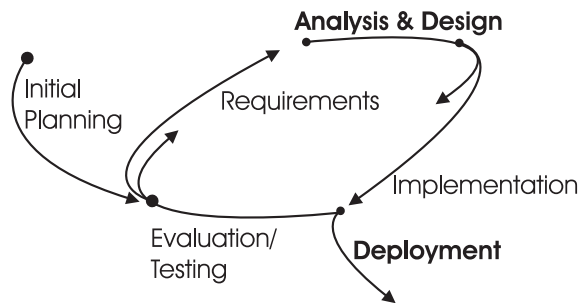 Analysis & Design
Initial
Planning
Requirements
Implementation
Evaluation/
Testing
Deployment